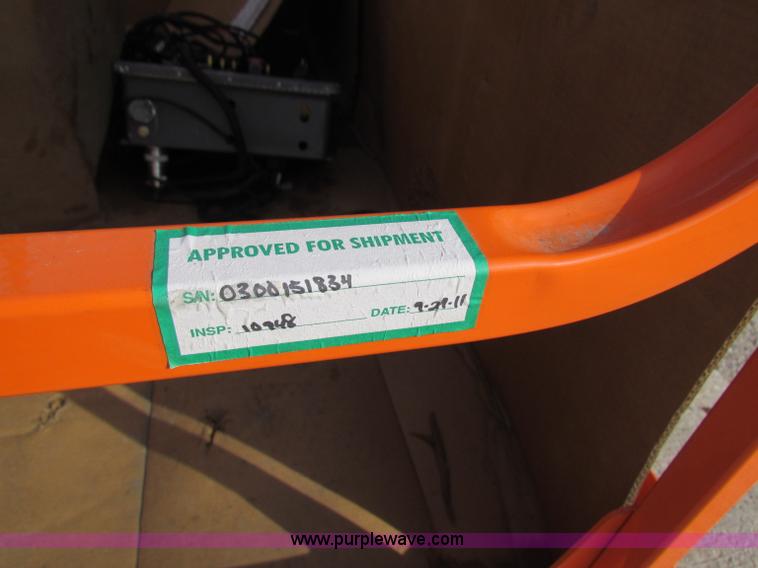 APPROVED FOR SHIPMENT
S/N: 0300151834
INSP: 10248
DATE: 9-29-11
www.purplewave.com